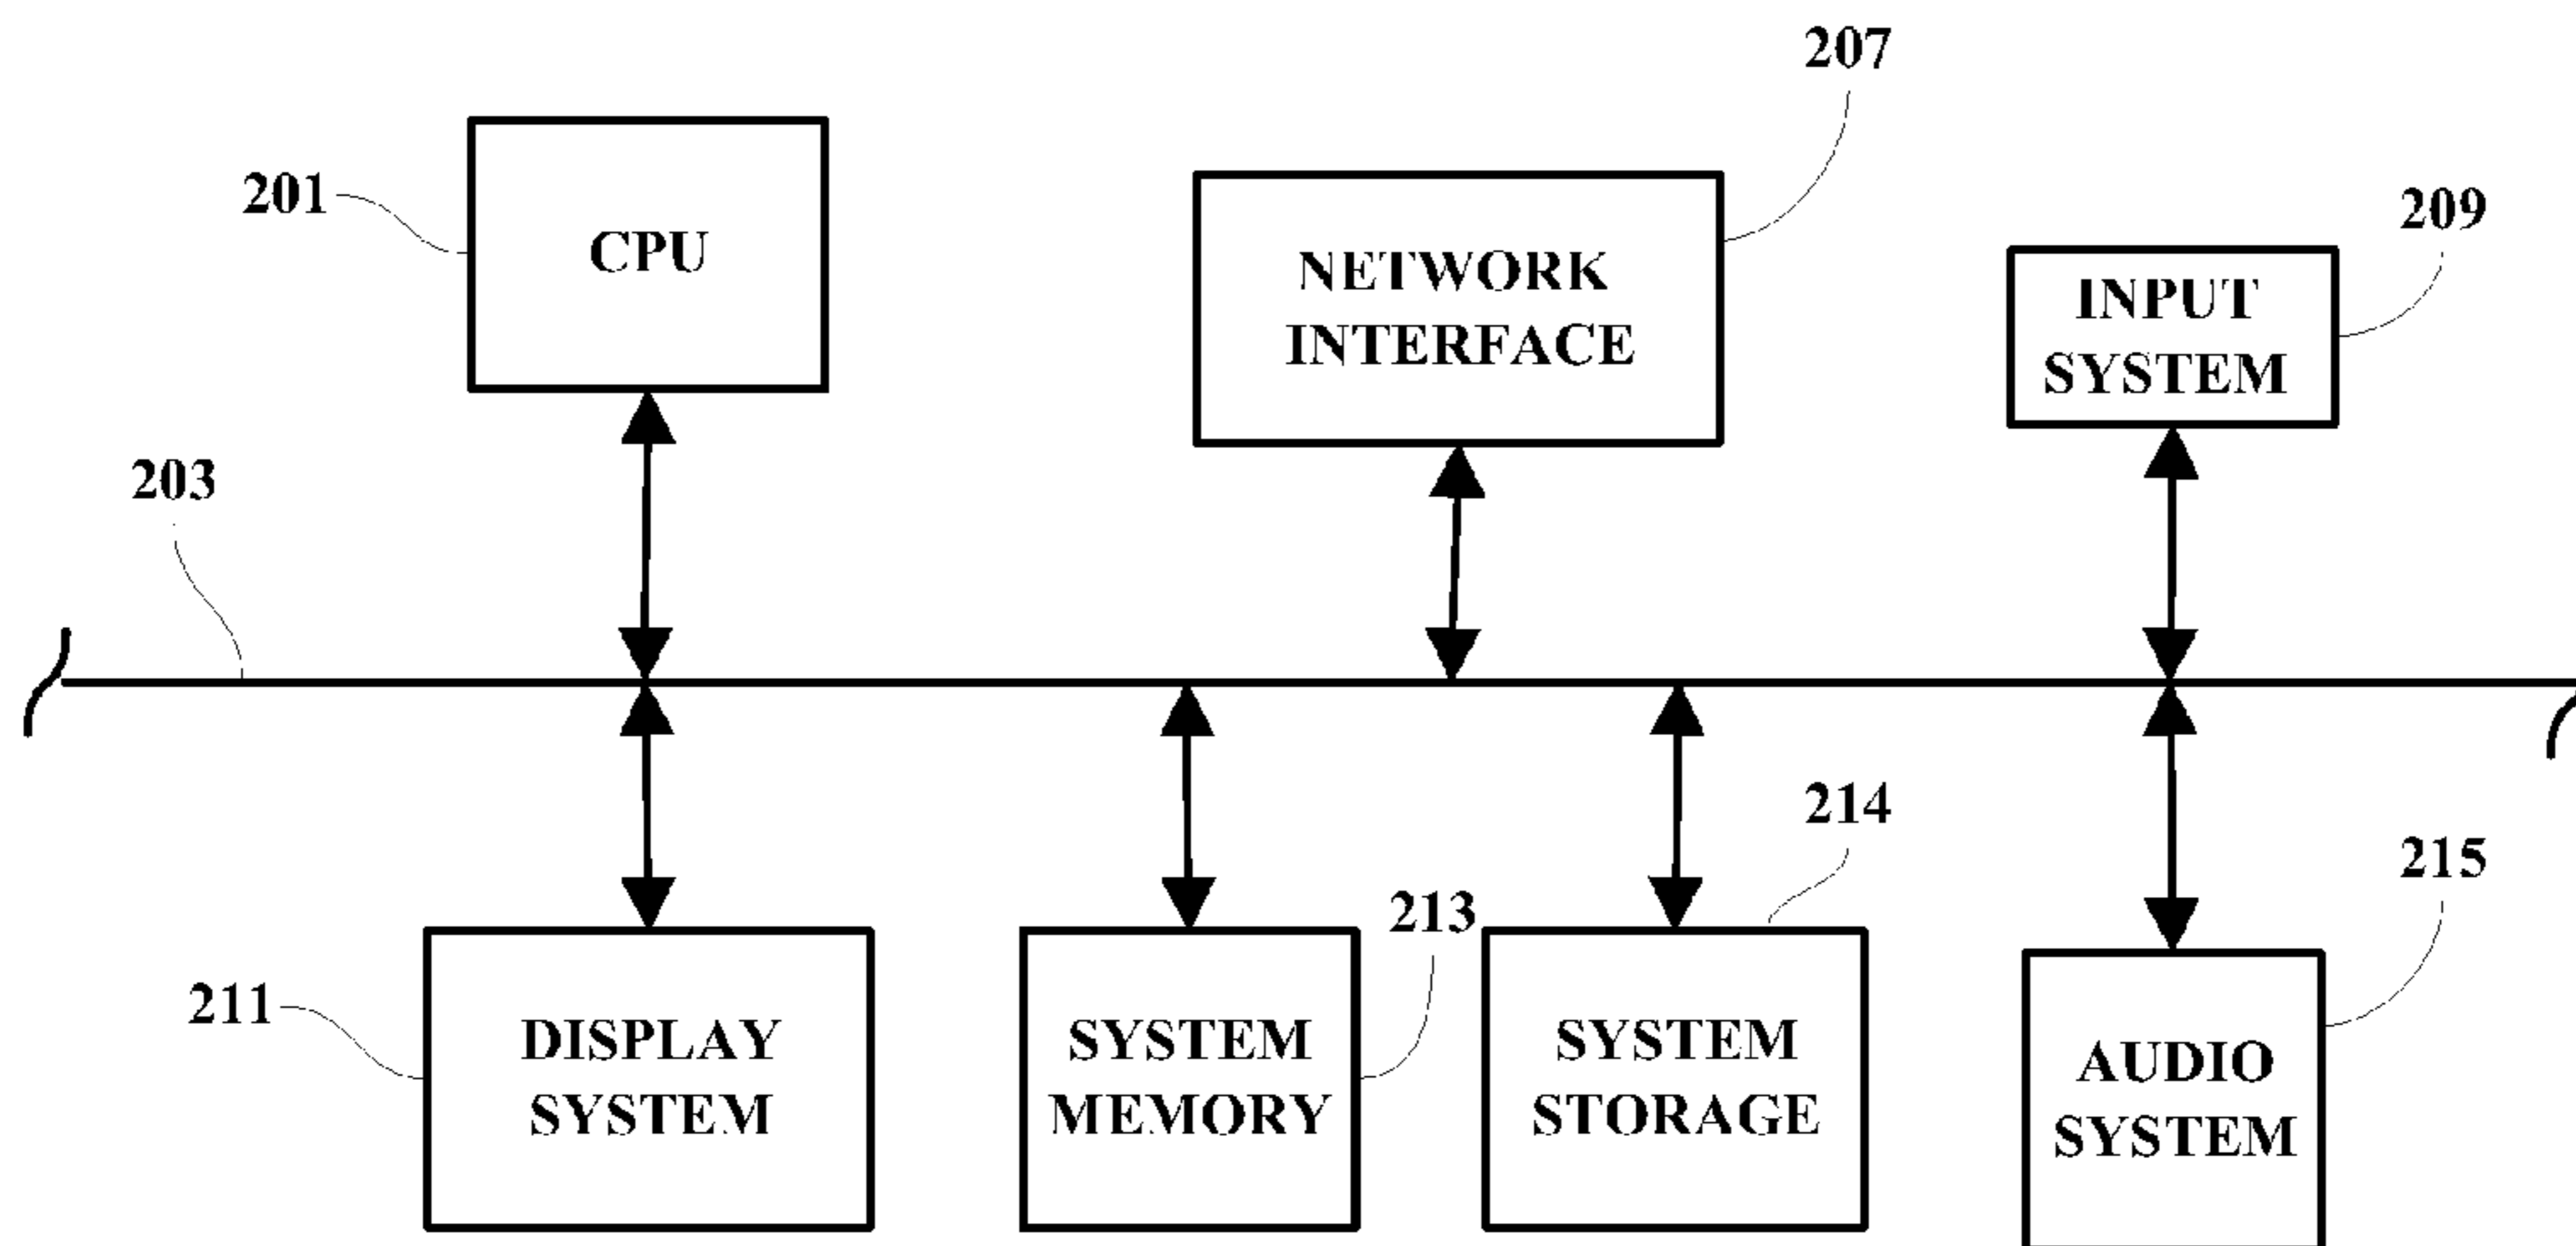 207
201
CPU
209
NETWORK
INTERFACE
INPUT
SYSTEM
203
214
215
213
211
DISPLAY
SYSTEM
SYSTEM
MEMORY
SYSTEM
STORAGE
AUDIO
SYSTEM